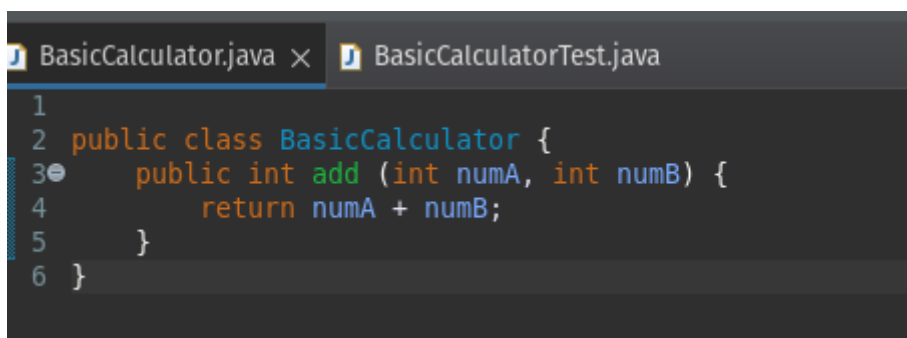 BasicCalculator.java
BasicCalculatorTest.java
1
2 public class BasicCalculator {
3 public int add (int numA, int numB) {
4 return numA + numB;
5 }
6 }